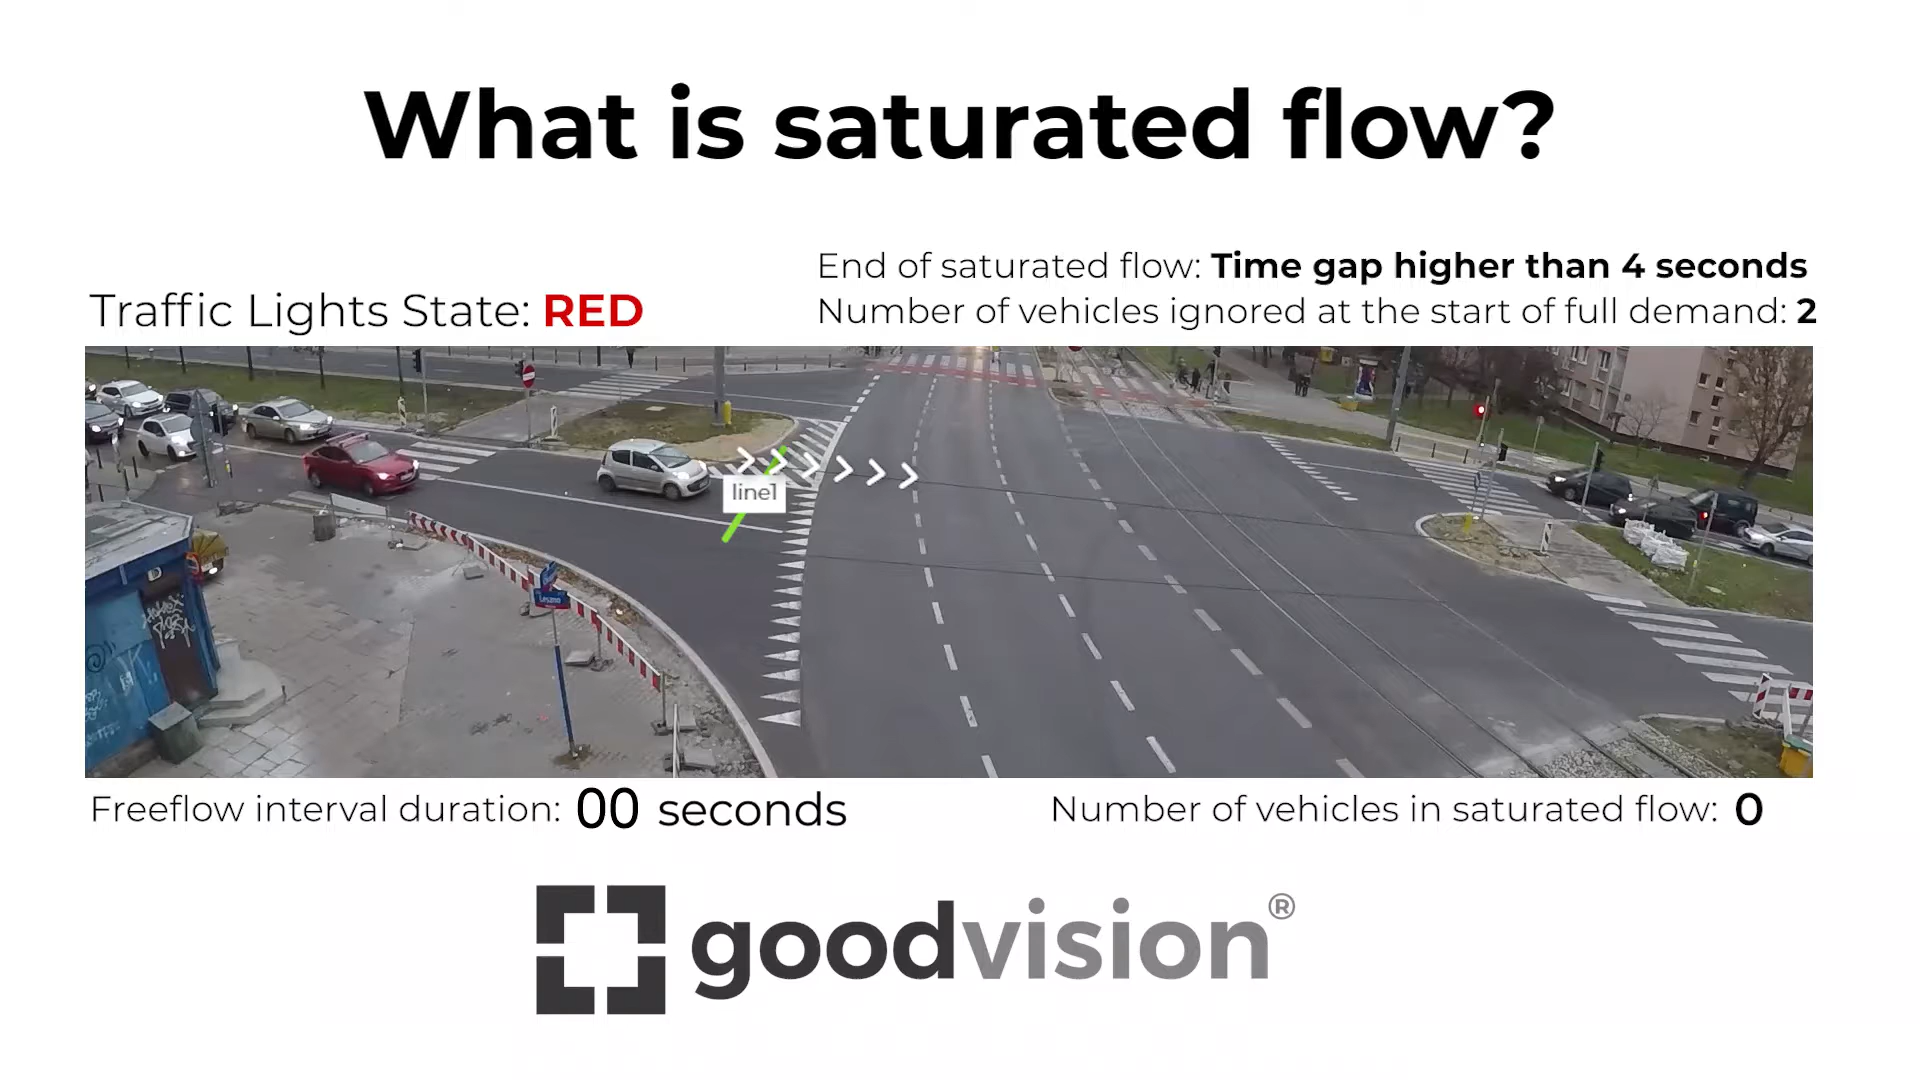 What is saturated flow?
End of saturated flow: Time gap higher than 4 seconds
Traffic Lights State: RED
Number of vehicles ignored at the start of full demand: 2
line1
Freeflow interval duration: 00 seconds
Number of vehicles in saturated flow: 0
goodvision®